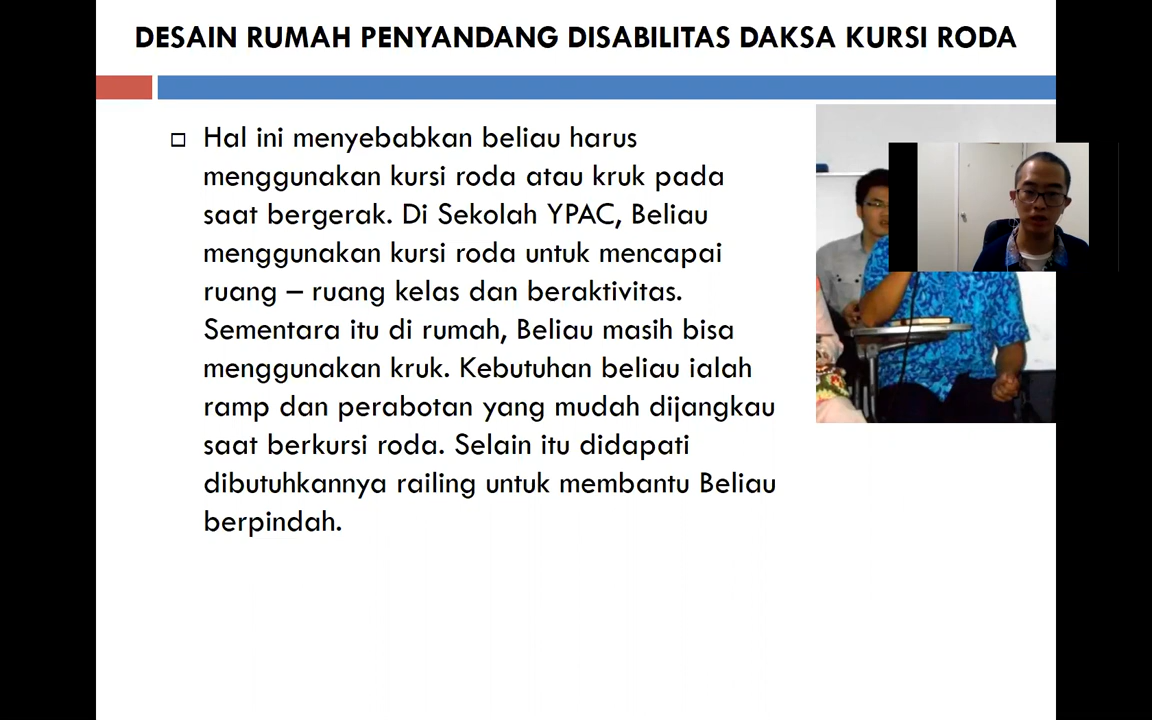 DESAIN RUMAH PENYANDANG DISABILITAS DAKSA KURSI RODA
Hal ini menyebabkan beliau harus
menggunakan kursi roda atau kruk pada
saat bergerak. Di Sekolah YPAC, Beliau
menggunakan kursi roda untuk mencapai
ruang – ruang kelas dan beraktivitas.
Sementara itu di rumah, Beliau masih bisa
menggunakan kruk. Kebutuhan beliau ialah
ramp dan perabotan yang mudah dijangkau
saat berkursi roda. Selain itu didapati
dibutuhkannya railing untuk membantu Beliau
berpindah.